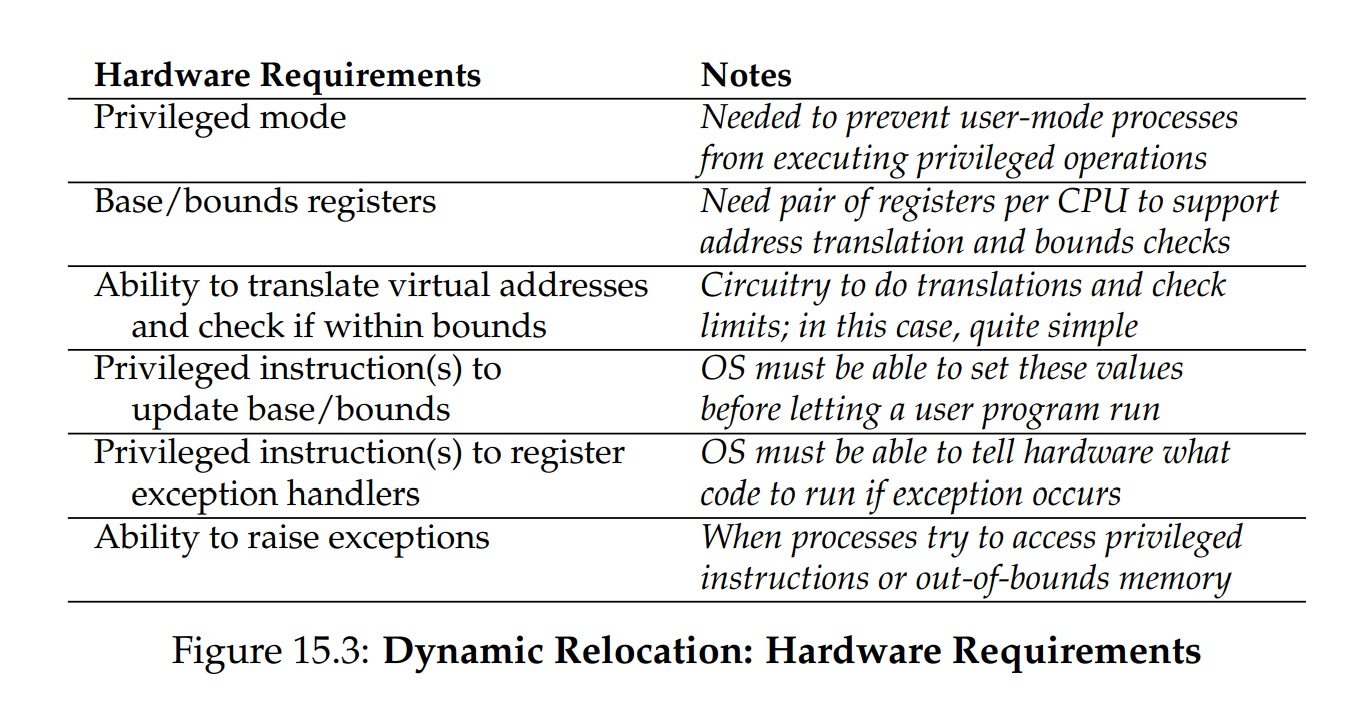 Hardware Requirements Notes
Privileged mode Needed to prevent user-mode processes
from executing privileged operations
Base/bounds registers Need pair of registers per CPU to support
address translation and bounds checks
Ability to translate virtual addresses Circuitry to do translations and check
and check if within bounds limits; in this case, quite simple
Privileged instruction(s) to OS must be able to set these values
update base/bounds before letting a user program run
Privileged instruction(s) to register OS must be able to tell hardware what
exception handlers code to run if exception occurs
Ability to raise exceptions When processes try to access privileged
instructions or out-of-bounds memory
Figure 15.3: Dynamic Relocation: Hardware Requirements